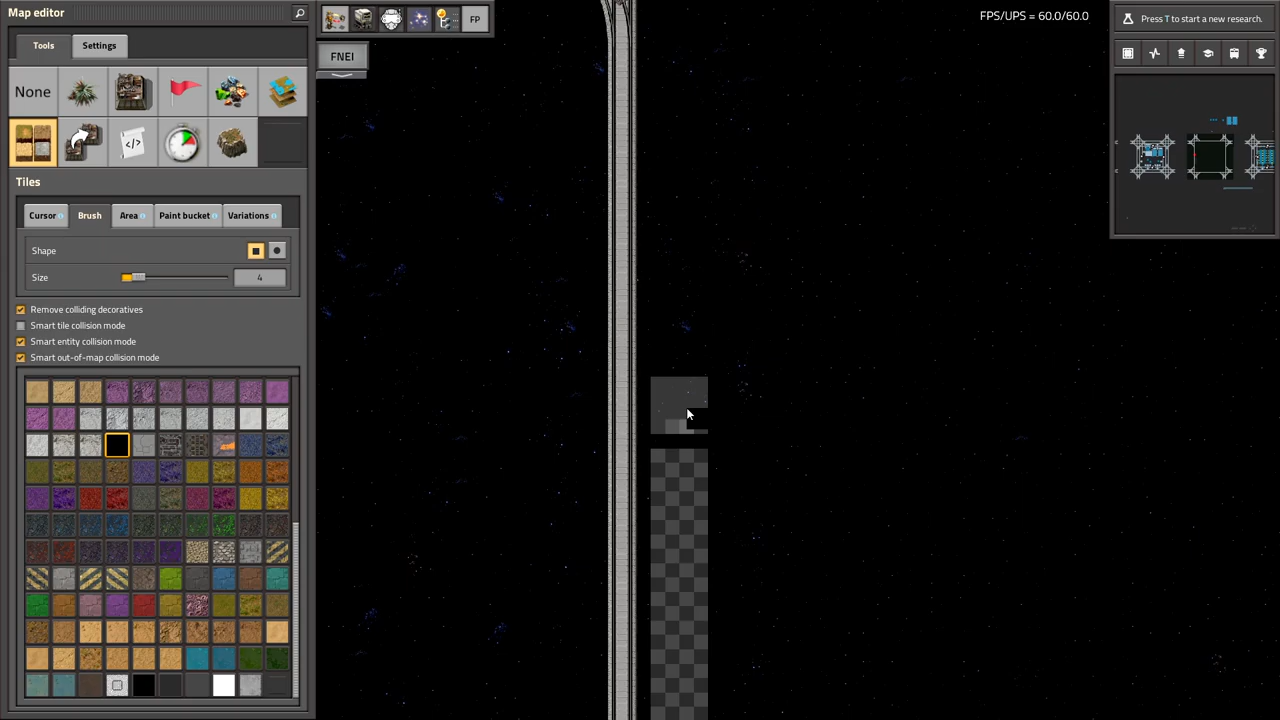 Map editor
FP
FPS/UPS = 60.0/60.0
Press T to start a new research.
Tools
Settings
FNEI
None
</>
Tiles
Cursor
Brush
Area
Paint bucket
Variations
Shape
Size
4
Remove colliding decoratives
Smart tile collision mode
Smart entity collision mode
Smart out-of-map collision mode